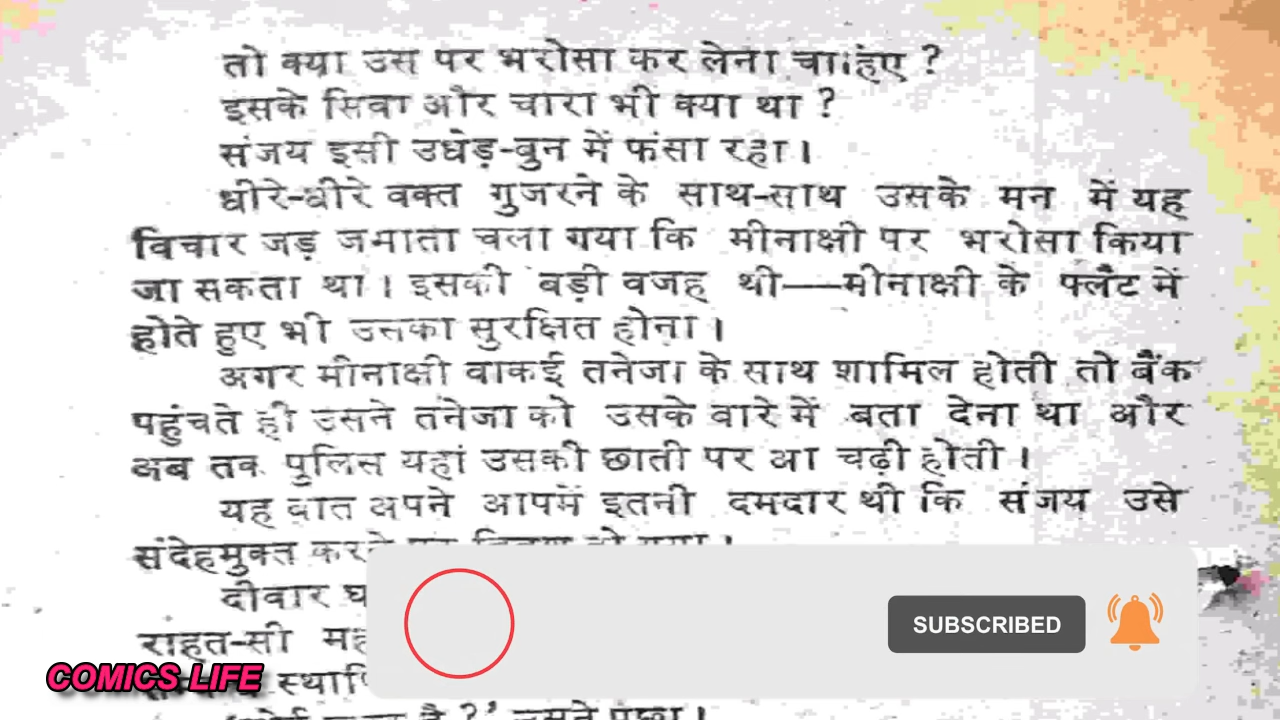 तो क्या उस पर भरोसा कर लेना चाहिए ?
इसके सिवा और चारा भी क्या था ?
संजय इसी उधेड़-बुन में फंसा रहा ।
धीरे-धीरे वक्त गुजरने के साथ-साथ उसके मन में यह
विचार जड़ जमाता चला गया कि मीनाक्षी पर भरोसा किया
जा सकता था । इसकी बड़ी वजह थी—मीनाक्षी के फ्लैट में
होते हुए भी उसका सुरक्षित होना ।
अगर मीनाक्षी वाकई तनेजा के साथ शामिल होती तो बैंक
पहुंचते ही उसने तनेजा को उसके बारे में बता देना था और
अब तक पुलिस यहां उसकी छाती पर आ चढ़ी होती ।
यह बात अपने आपमें इतनी दमदार थी कि संजय उसे
संदेहमुक्त
दीवार
राहत-सी
SUBSCRIBED
COMICS LIFE